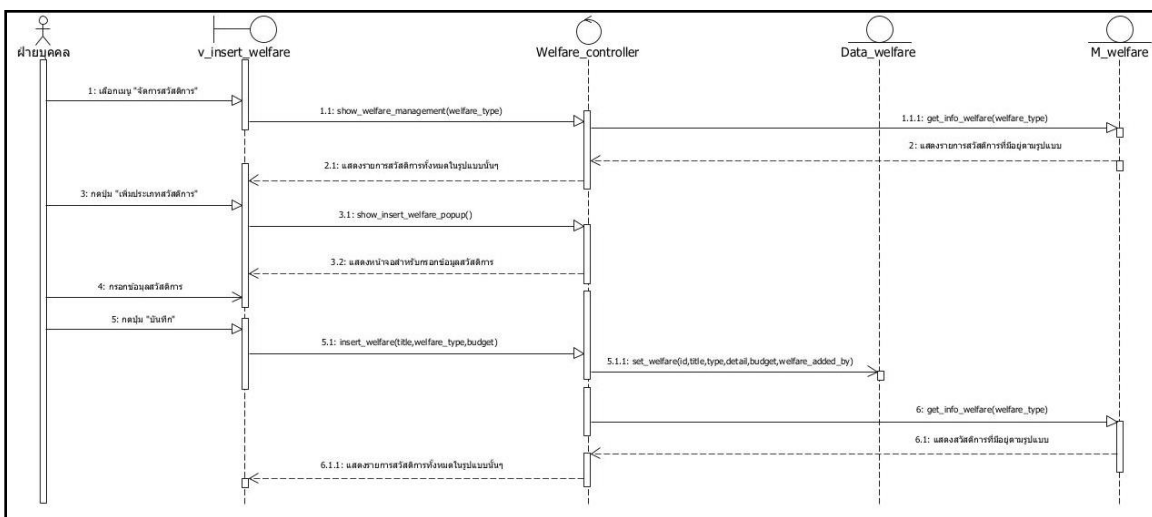 ฝ่ายบุคคล
v_insert_welfare
Welfare_controller
Data_welfare
M_welfare
1: เลือกเมนู "จัดการสวัสดิการ"
1.1: show_welfare_management(welfare_type)
1.1.1: get_info_welfare(welfare_type)
2: แสดงรายการสวัสดิการที่มีอยู่ตามรูปแบบ
2.1: แสดงรายการสวัสดิการทั้งหมดในรูปแบบนั้นๆ
3: กดปุ่ม "เพิ่มประเภทสวัสดิการ"
3.1: show_insert_welfare_popup()
3.2: แสดงหน้าจอสำหรับกรอกข้อมูลสวัสดิการ
4: กรอกข้อมูลสวัสดิการ
5: กดปุ่ม "บันทึก"
5.1: insert_welfare(title,welfare_type,budget)
5.1.1: set_welfare(id,title,type,detail,budget,welfare_added_by)
6: get_info_welfare(welfare_type)
6.1: แสดงสวัสดิการที่มีอยู่ตามรูปแบบ
6.1.1: แสดงรายการสวัสดิการทั้งหมดในรูปแบบนั้นๆ